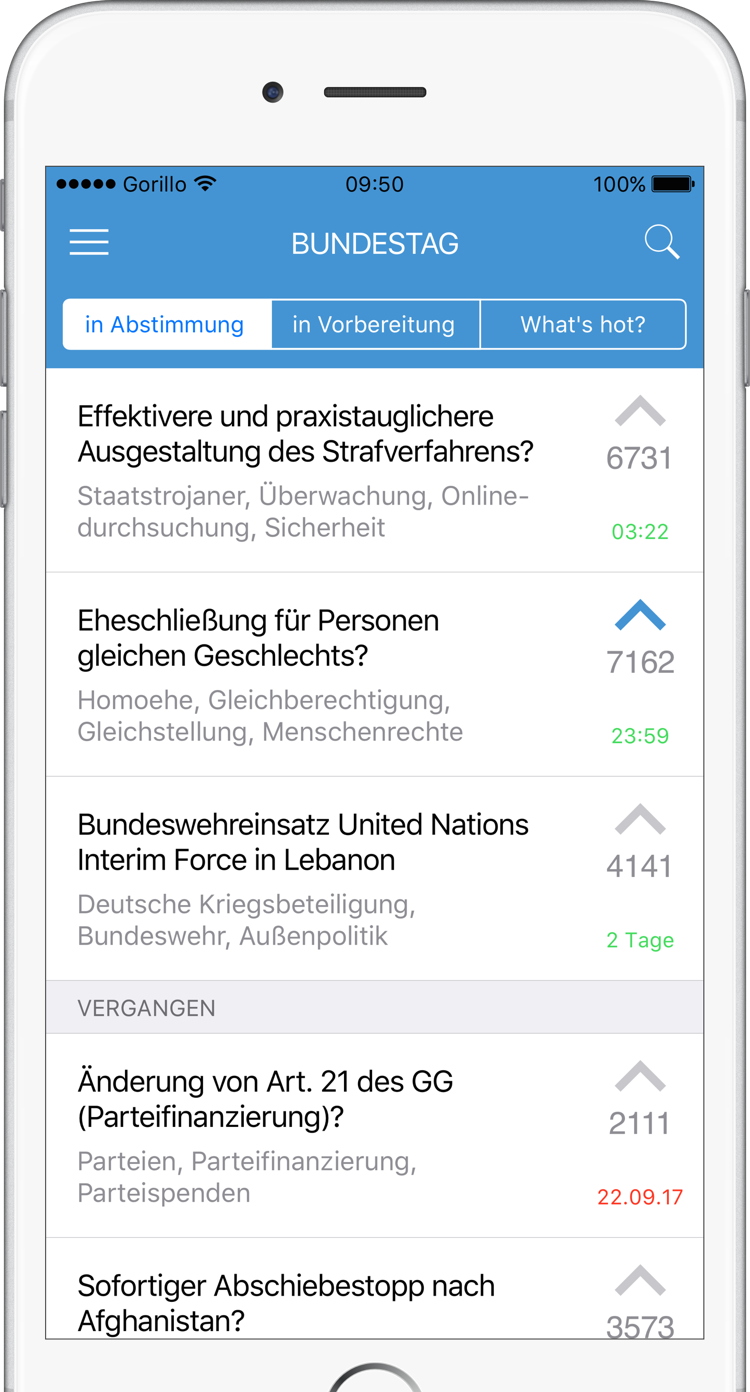 Gorillo 09:50 100%
BUNDESTAG
in Abstimmung in Vorbereitung What's hot?
Effektivere und praxistauglichere
Ausgestaltung des Strafverfahrens?
6731
Staatstrojaner, Überwachung, Online-
durchsuchung, Sicherheit
03:22
Eheschließung für Personen
gleichen Geschlechts?
7162
Homoehe, Gleichberechtigung,
Gleichstellung, Menschenrechte
23:59
Bundeswehreinsatz United Nations
Interim Force in Lebanon
4141
Deutsche Kriegsbeteiligung,
Bundeswehr, Außenpolitik
2 Tage
VERGANGEN
Änderung von Art. 21 des GG
(Parteifinanzierung)?
2111
Parteien, Parteifinanzierung,
Parteispenden
22.09.17
Sofortiger Abschiebestopp nach
Afghanistan?
3573